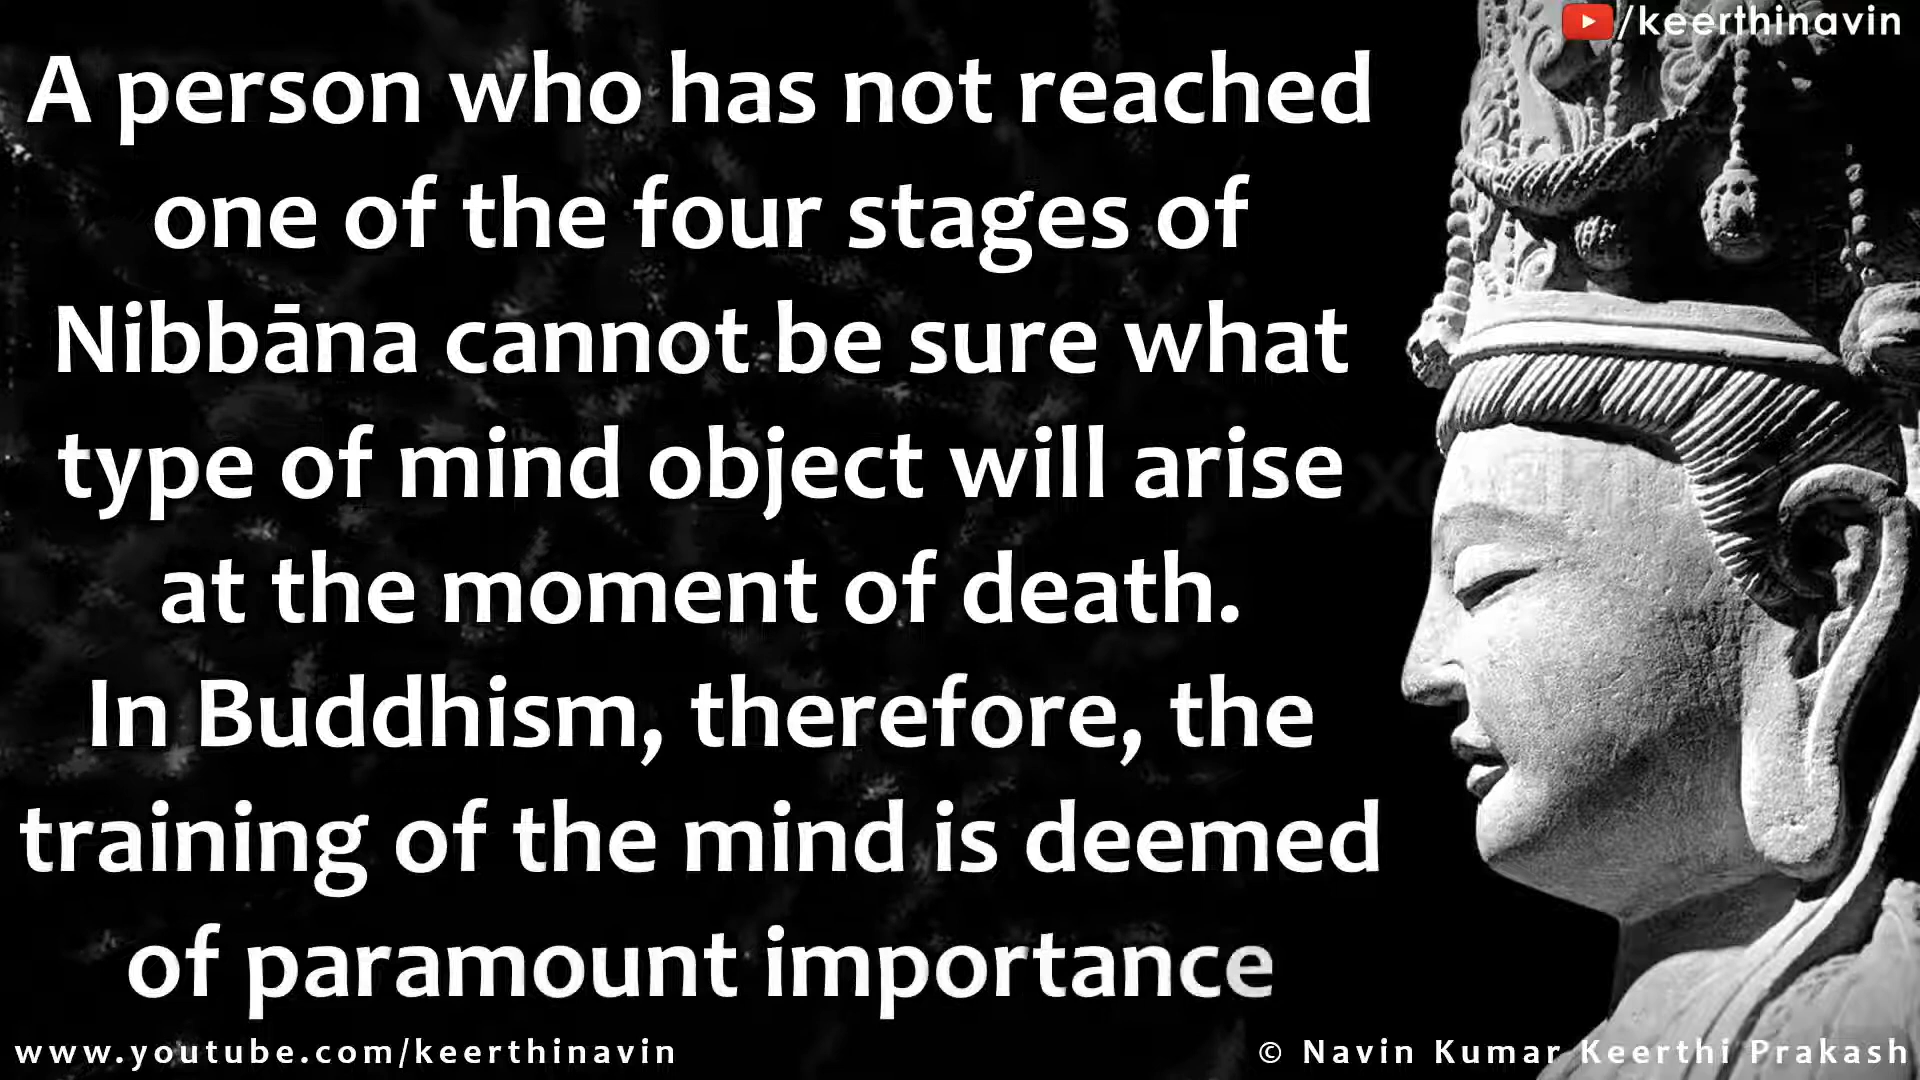 /keerthinavin
A person who has not reached
one of the four stages of
Nibbāna cannot be sure what
type of mind object will arise
at the moment of death.
In Buddhism, therefore, the
training of the mind is deemed
of paramount importance
www.youtube.com/keerthinavin
© Navin Kumar Keerthi Prakash